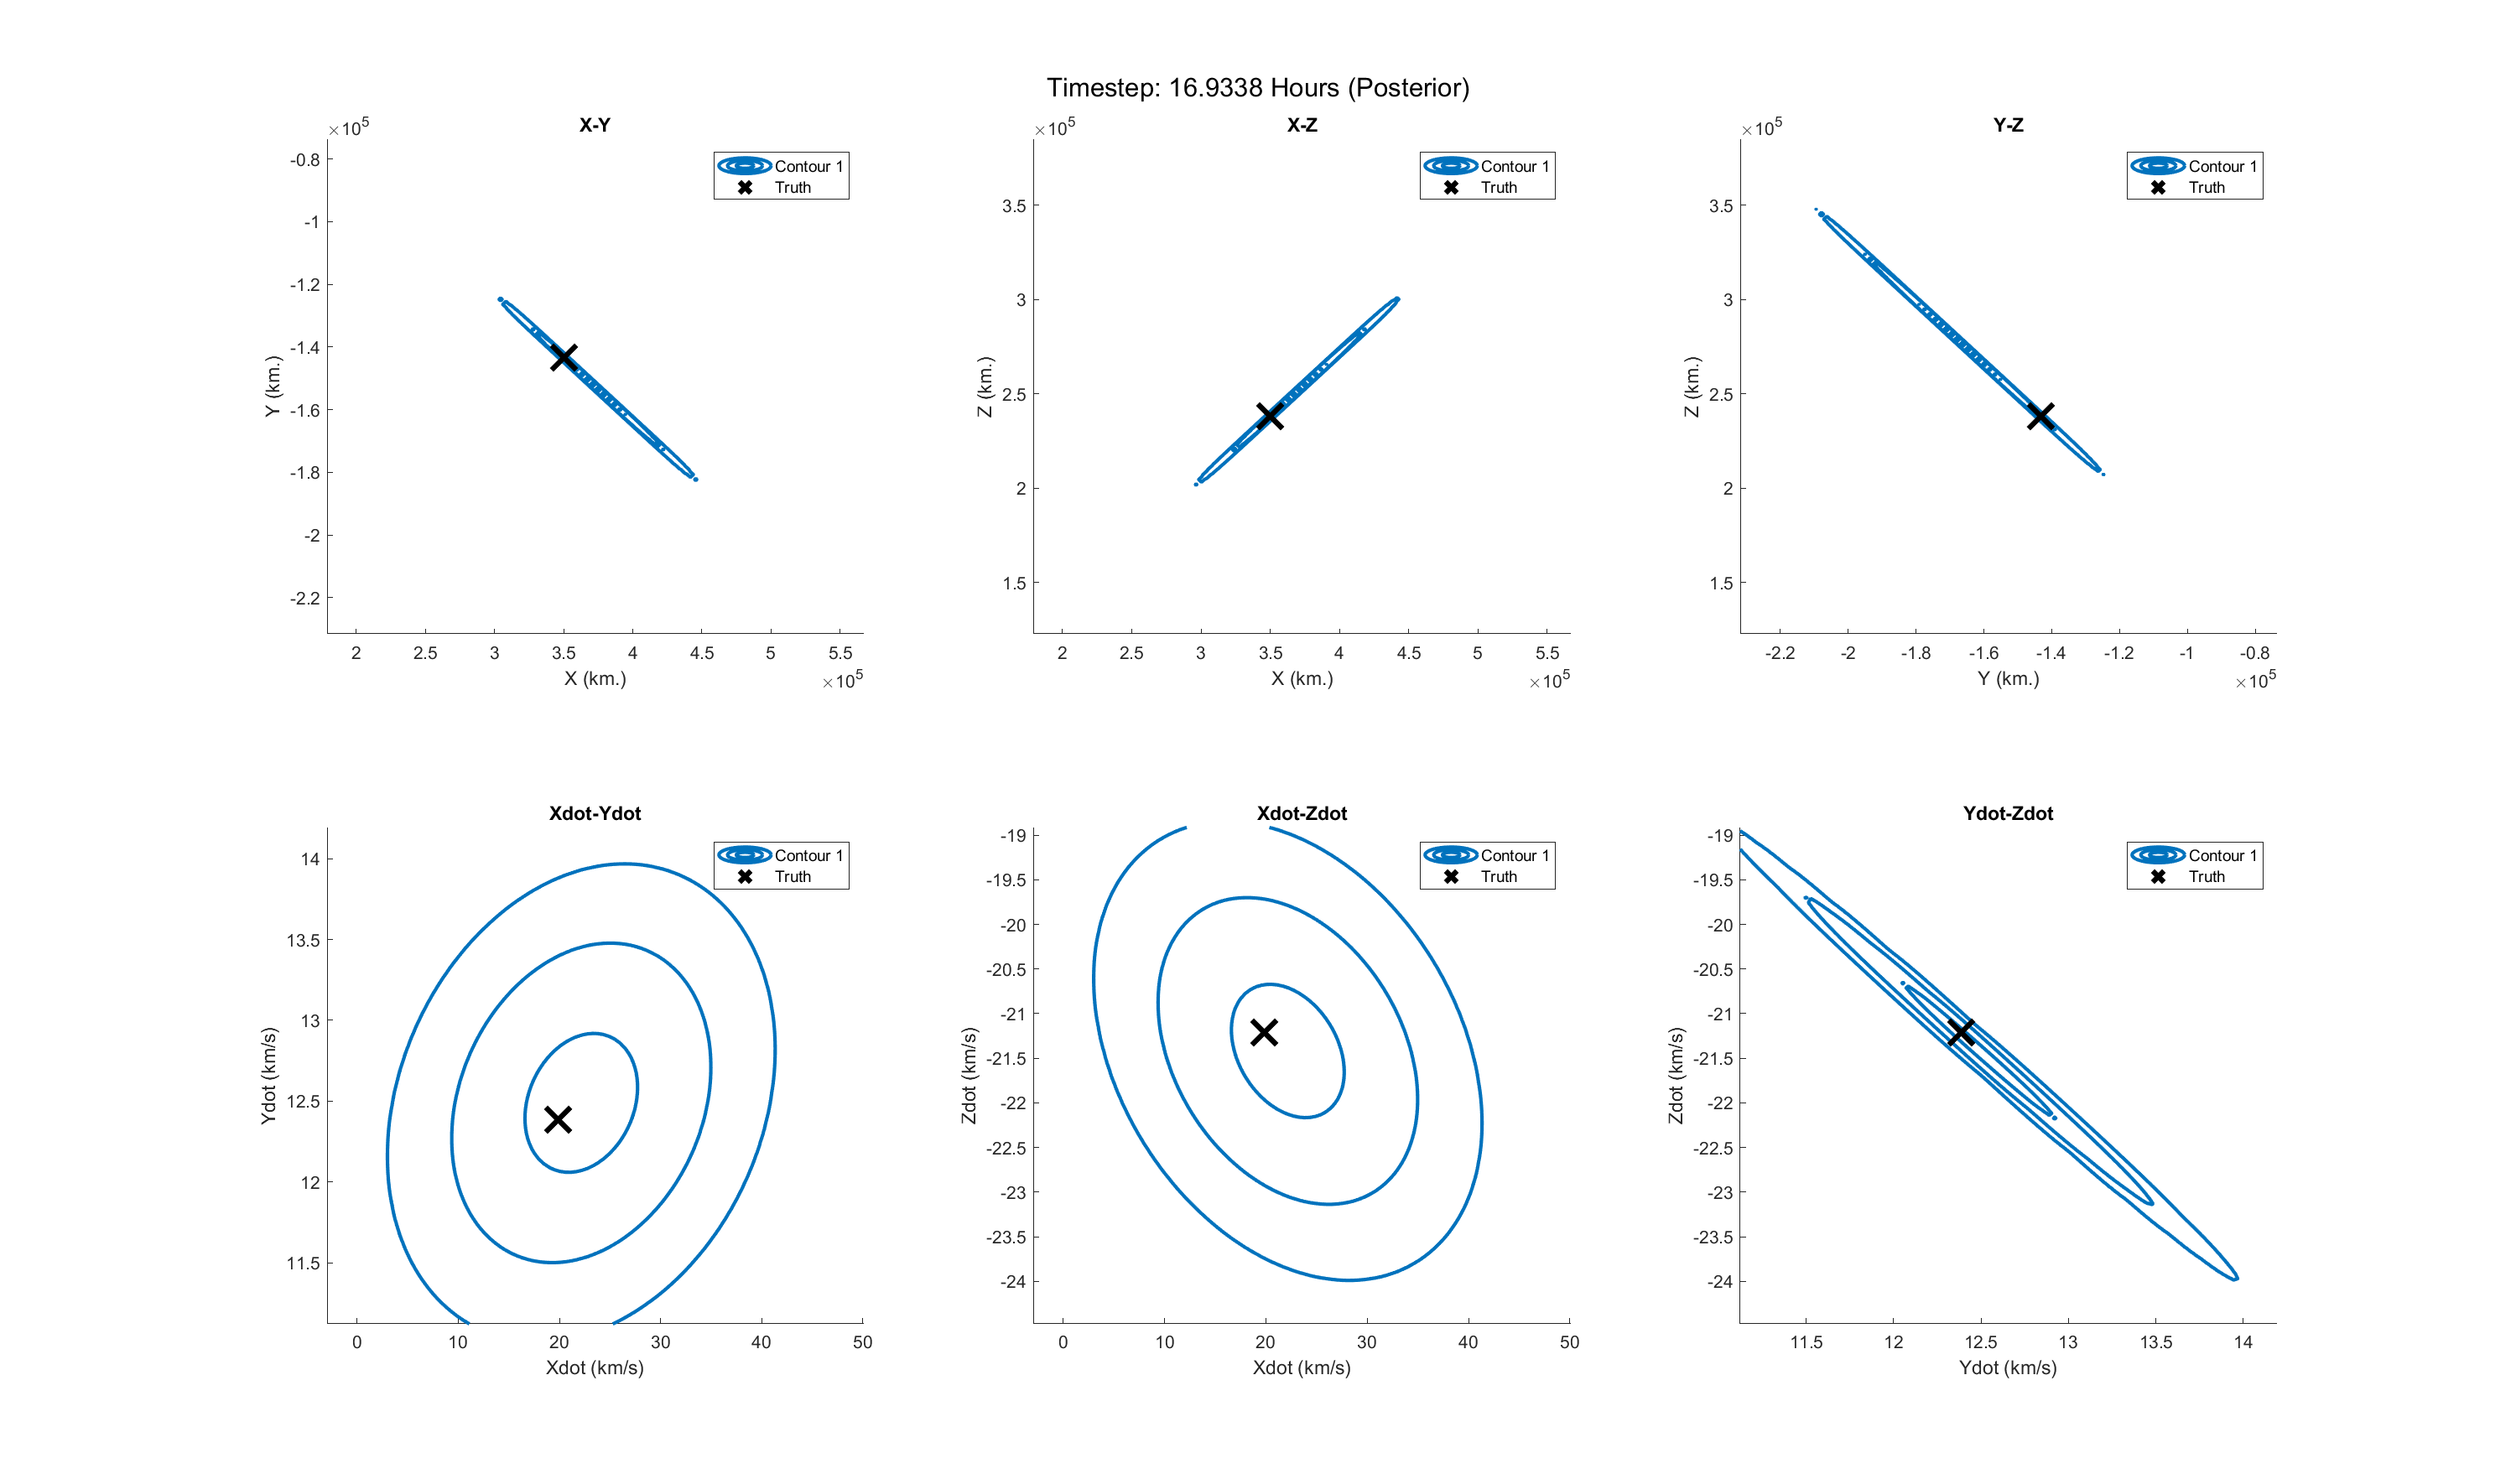 Timestep: 16.9338 Hours (Posterior)
X-Y
×10^5
-0.8
-1
-1.2
-1.4
-1.6
-1.8
-2
-2.2
Y (km.)
2 2.5 3 3.5 4 4.5 5 5.5
X (km.)
×10^5
Contour 1
Truth
X-Z
×10^5
3.5
3
2.5
2
1.5
Z (km.)
2 2.5 3 3.5 4 4.5 5 5.5
X (km.)
×10^5
Contour 1
Truth
Y-Z
×10^5
3.5
3
2.5
2
1.5
Z (km.)
-2.2 -2 -1.8 -1.6 -1.4 -1.2 -1 -0.8
Y (km.)
×10^5
Contour 1
Truth
Xdot-Ydot
14
13.5
13
12.5
12
11.5
Ydot (km/s)
0 10 20 30 40 50
Xdot (km/s)
Contour 1
Truth
Xdot-Zdot
-19
-19.5
-20
-20.5
-21
-21.5
-22
-22.5
-23
-23.5
-24
Zdot (km/s)
0 10 20 30 40 50
Xdot (km/s)
Contour 1
Truth
Ydot-Zdot
-19
-19.5
-20
-20.5
-21
-21.5
-22
-22.5
-23
-23.5
-24
Zdot (km/s)
11.5 12 12.5 13 13.5 14
Ydot (km/s)
Contour 1
Truth